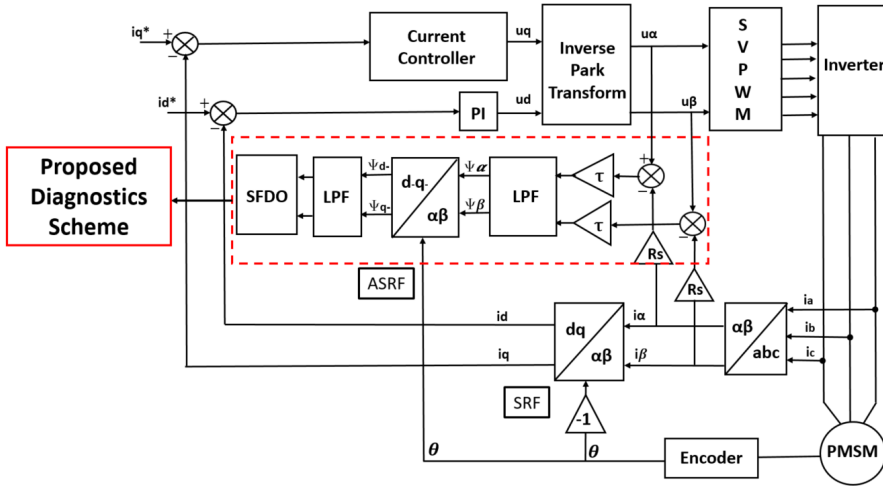 iq*
+
−
Current
Controller
uq
Inverse
Park
Transform
uα
S
V
P
W
M
Inverter
id*
+
−
PI
ud
uβ
Proposed
Diagnostics
Scheme
SFDO
LPF
Ψd-
Ψq-
d-q-
αβ
Ψα
Ψβ
LPF
τ
τ
+
−
−
Rs
Rs
ASRF
id
iq
dq
αβ
iα
iβ
αβ
abc
ia
ib
ic
SRF
-1
θ
θ
Encoder
PMSM